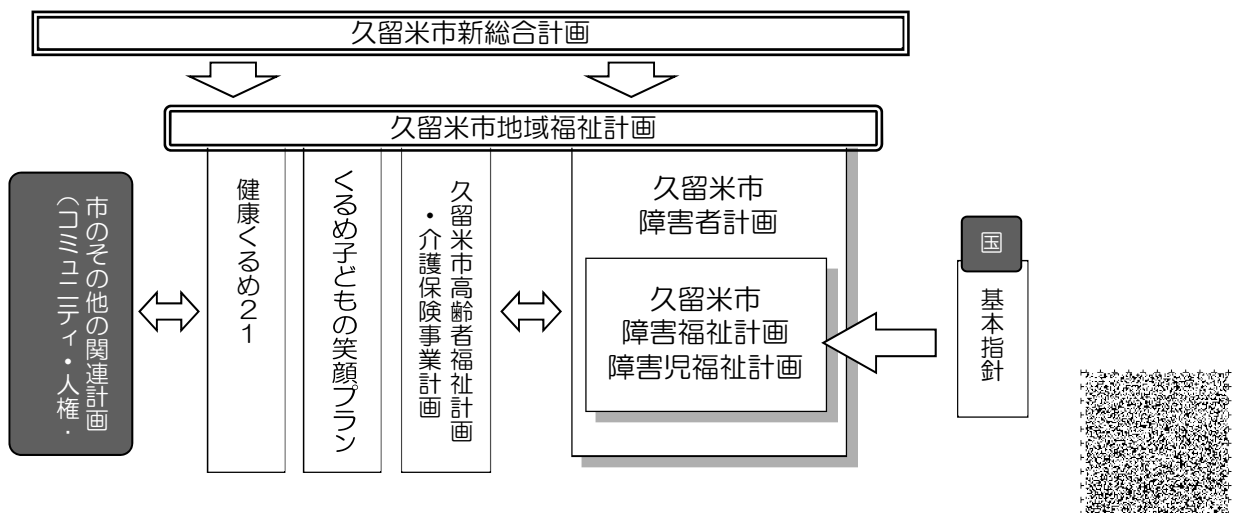 久留米市新総合計画
久留米市地域福祉計画
市のその他の関連計画
（コミュニティ・人権・
健康くるめ２１
くるめ子どもの笑顔プラン
久留米市高齢者福祉計画
・介護保険事業計画
久留米市
障害者計画
久留米市
障害福祉計画
障害児福祉計画
国
基本指針